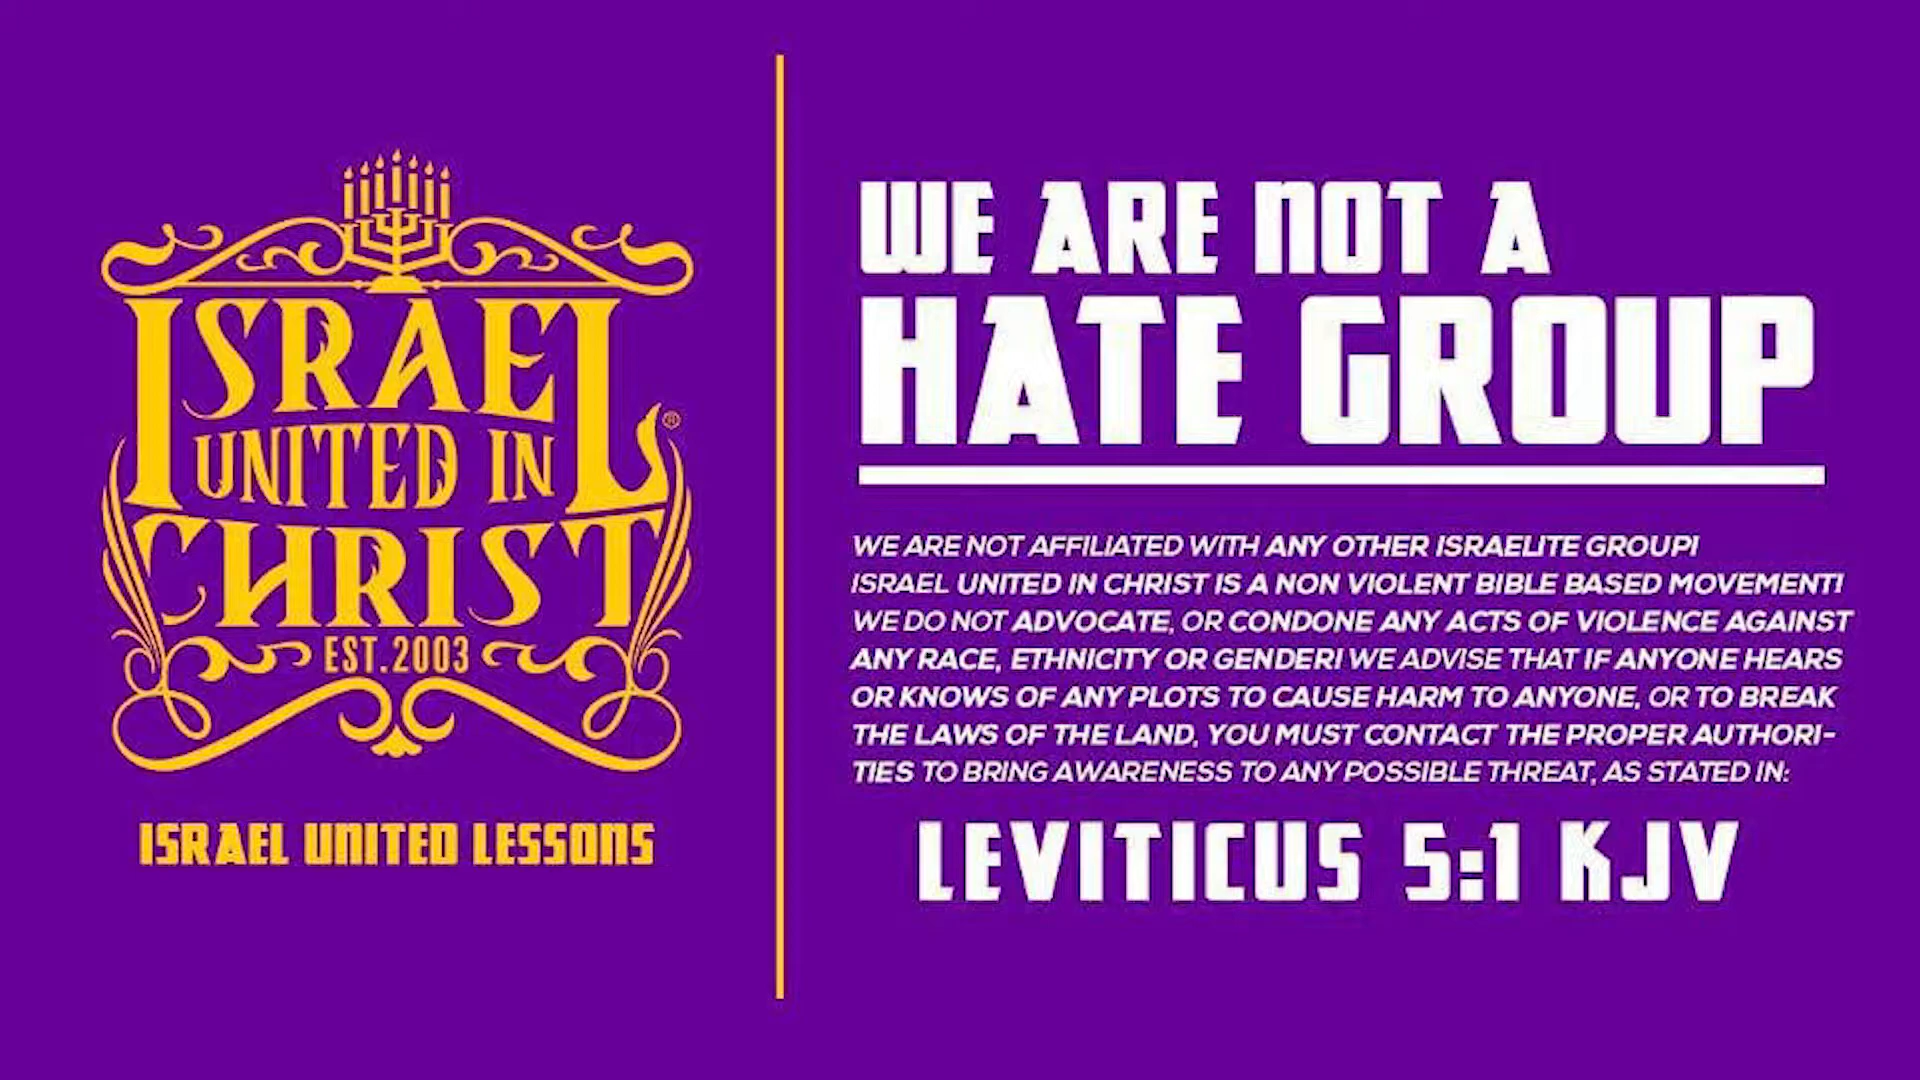 ISRAEL
UNITED IN
CHRIST
®
EST.2003
ISRAEL UNITED LESSONS
WE ARE NOT A
HATE GROUP
WE ARE NOT AFFILIATED WITH ANY OTHER ISRAELITE GROUP!
ISRAEL UNITED IN CHRIST IS A NON VIOLENT BIBLE BASED MOVEMENT!
WE DO NOT ADVOCATE, OR CONDONE ANY ACTS OF VIOLENCE AGAINST
ANY RACE, ETHNICITY OR GENDER! WE ADVISE THAT IF ANYONE HEARS
OR KNOWS OF ANY PLOTS TO CAUSE HARM TO ANYONE, OR TO BREAK
THE LAWS OF THE LAND, YOU MUST CONTACT THE PROPER AUTHORI-
TIES TO BRING AWARENESS TO ANY POSSIBLE THREAT, AS STATED IN:
LEVITICUS 5:1 KJV